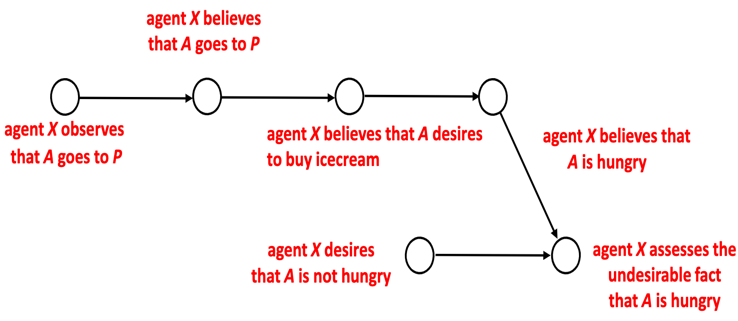 agent X believes
that A goes to P
agent X observes
that A goes to P
agent X believes that A desires
to buy icecream
agent X believes that
A is hungry
agent X desires
that A is not hungry
agent X assesses the
undesirable fact
that A is hungry